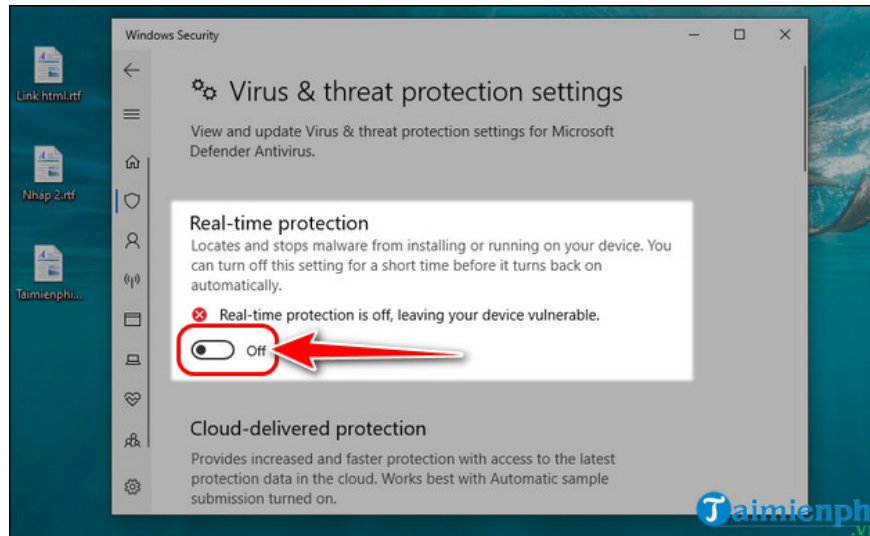 Windows Security
Link html.rtf
Virus & threat protection settings
View and update Virus & threat protection settings for Microsoft
Defender Antivirus.
Nhap 2.rtf
Real-time protection
Locates and stops malware from installing or running on your device. You
can turn off this setting for a short time before it turns back on
automatically.
Taimienphi...
Real-time protection is off, leaving your device vulnerable.
Off
Cloud-delivered protection
Provides increased and faster protection with access to the latest
protection data in the cloud. Works best with Automatic sample
submission turned on.
Taimienph
.v